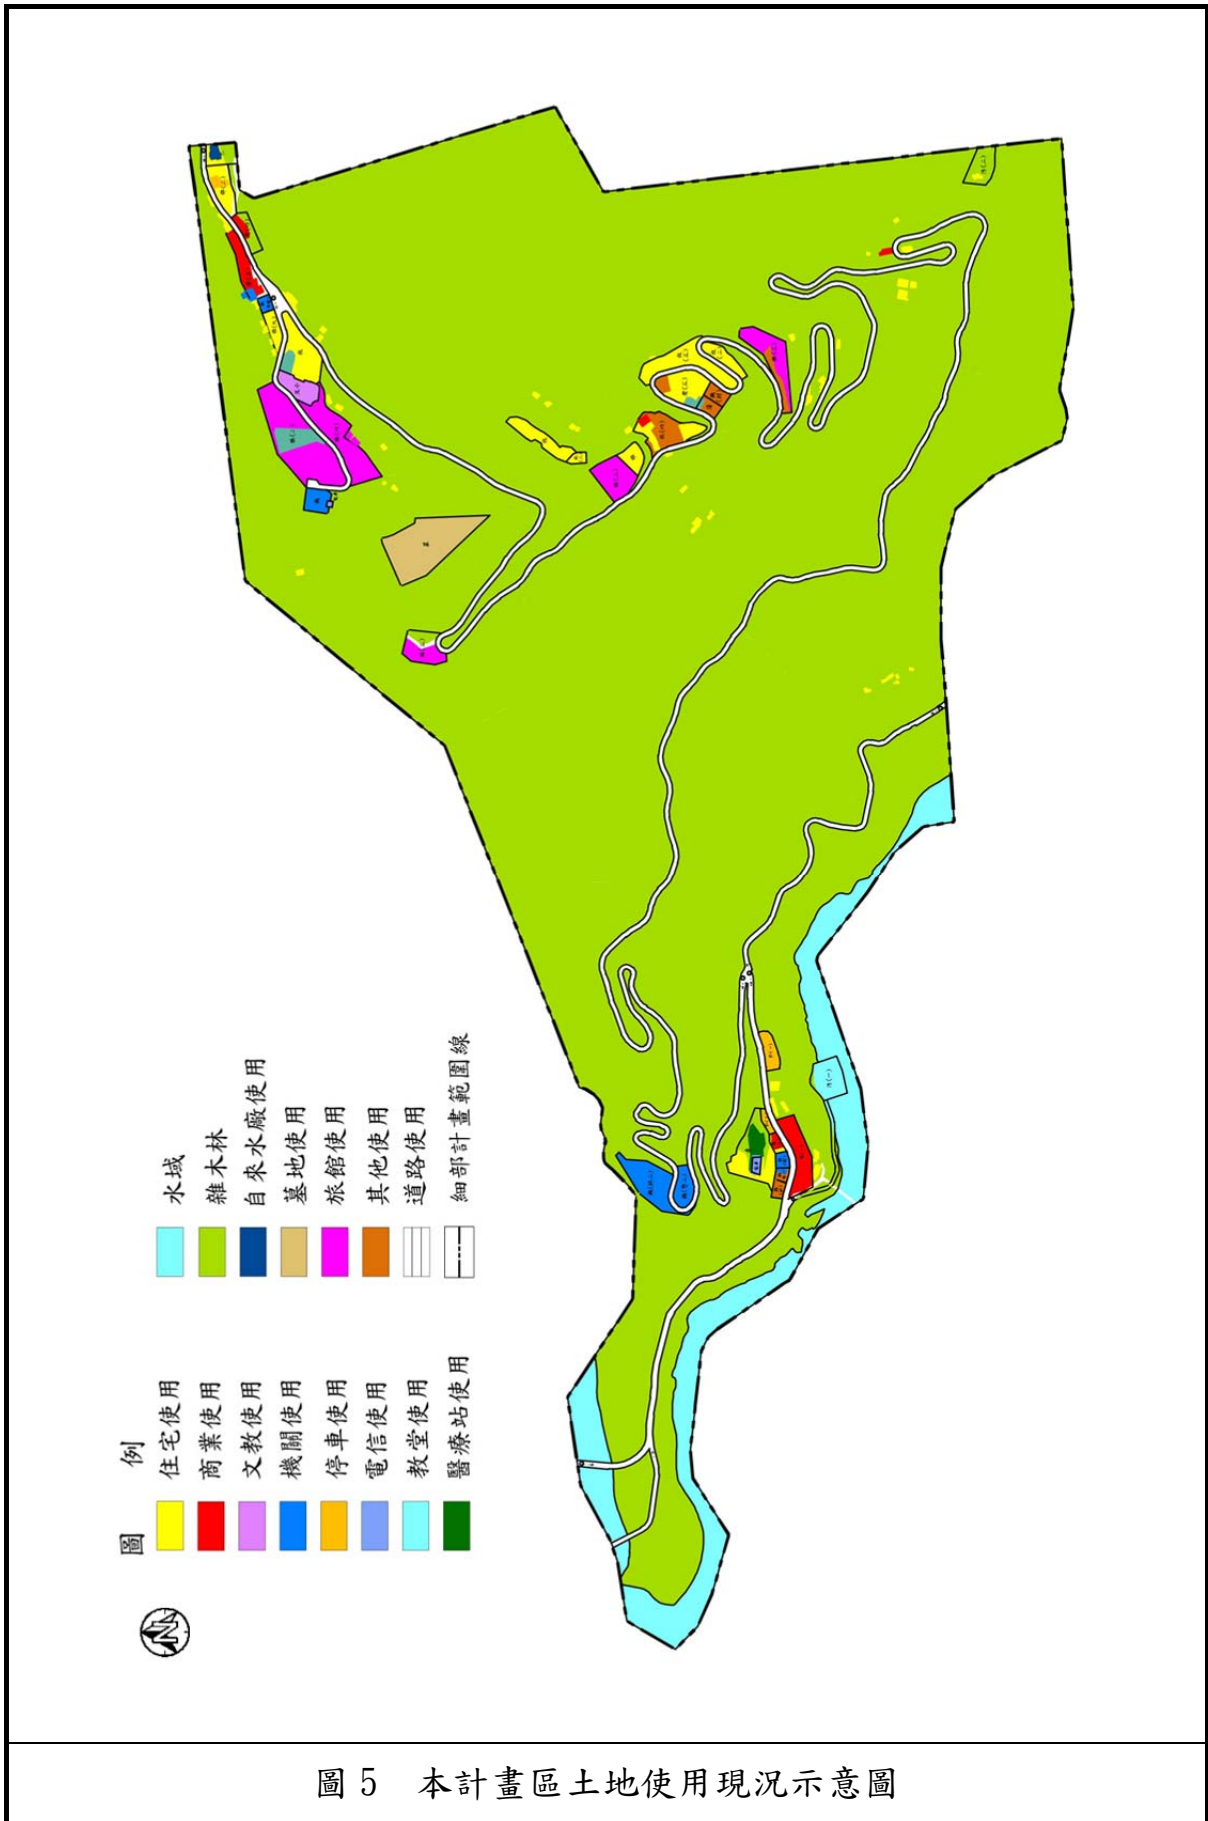 圖例
住宅使用
商業使用
文教使用
機關使用
停車使用
電信使用
教堂使用
醫療站使用
水域
雜木林
自來水廠使用
墓地使用
旅館使用
其他使用
道路使用
細部計畫範圍線
圖 5 本計畫區土地使用現況示意圖